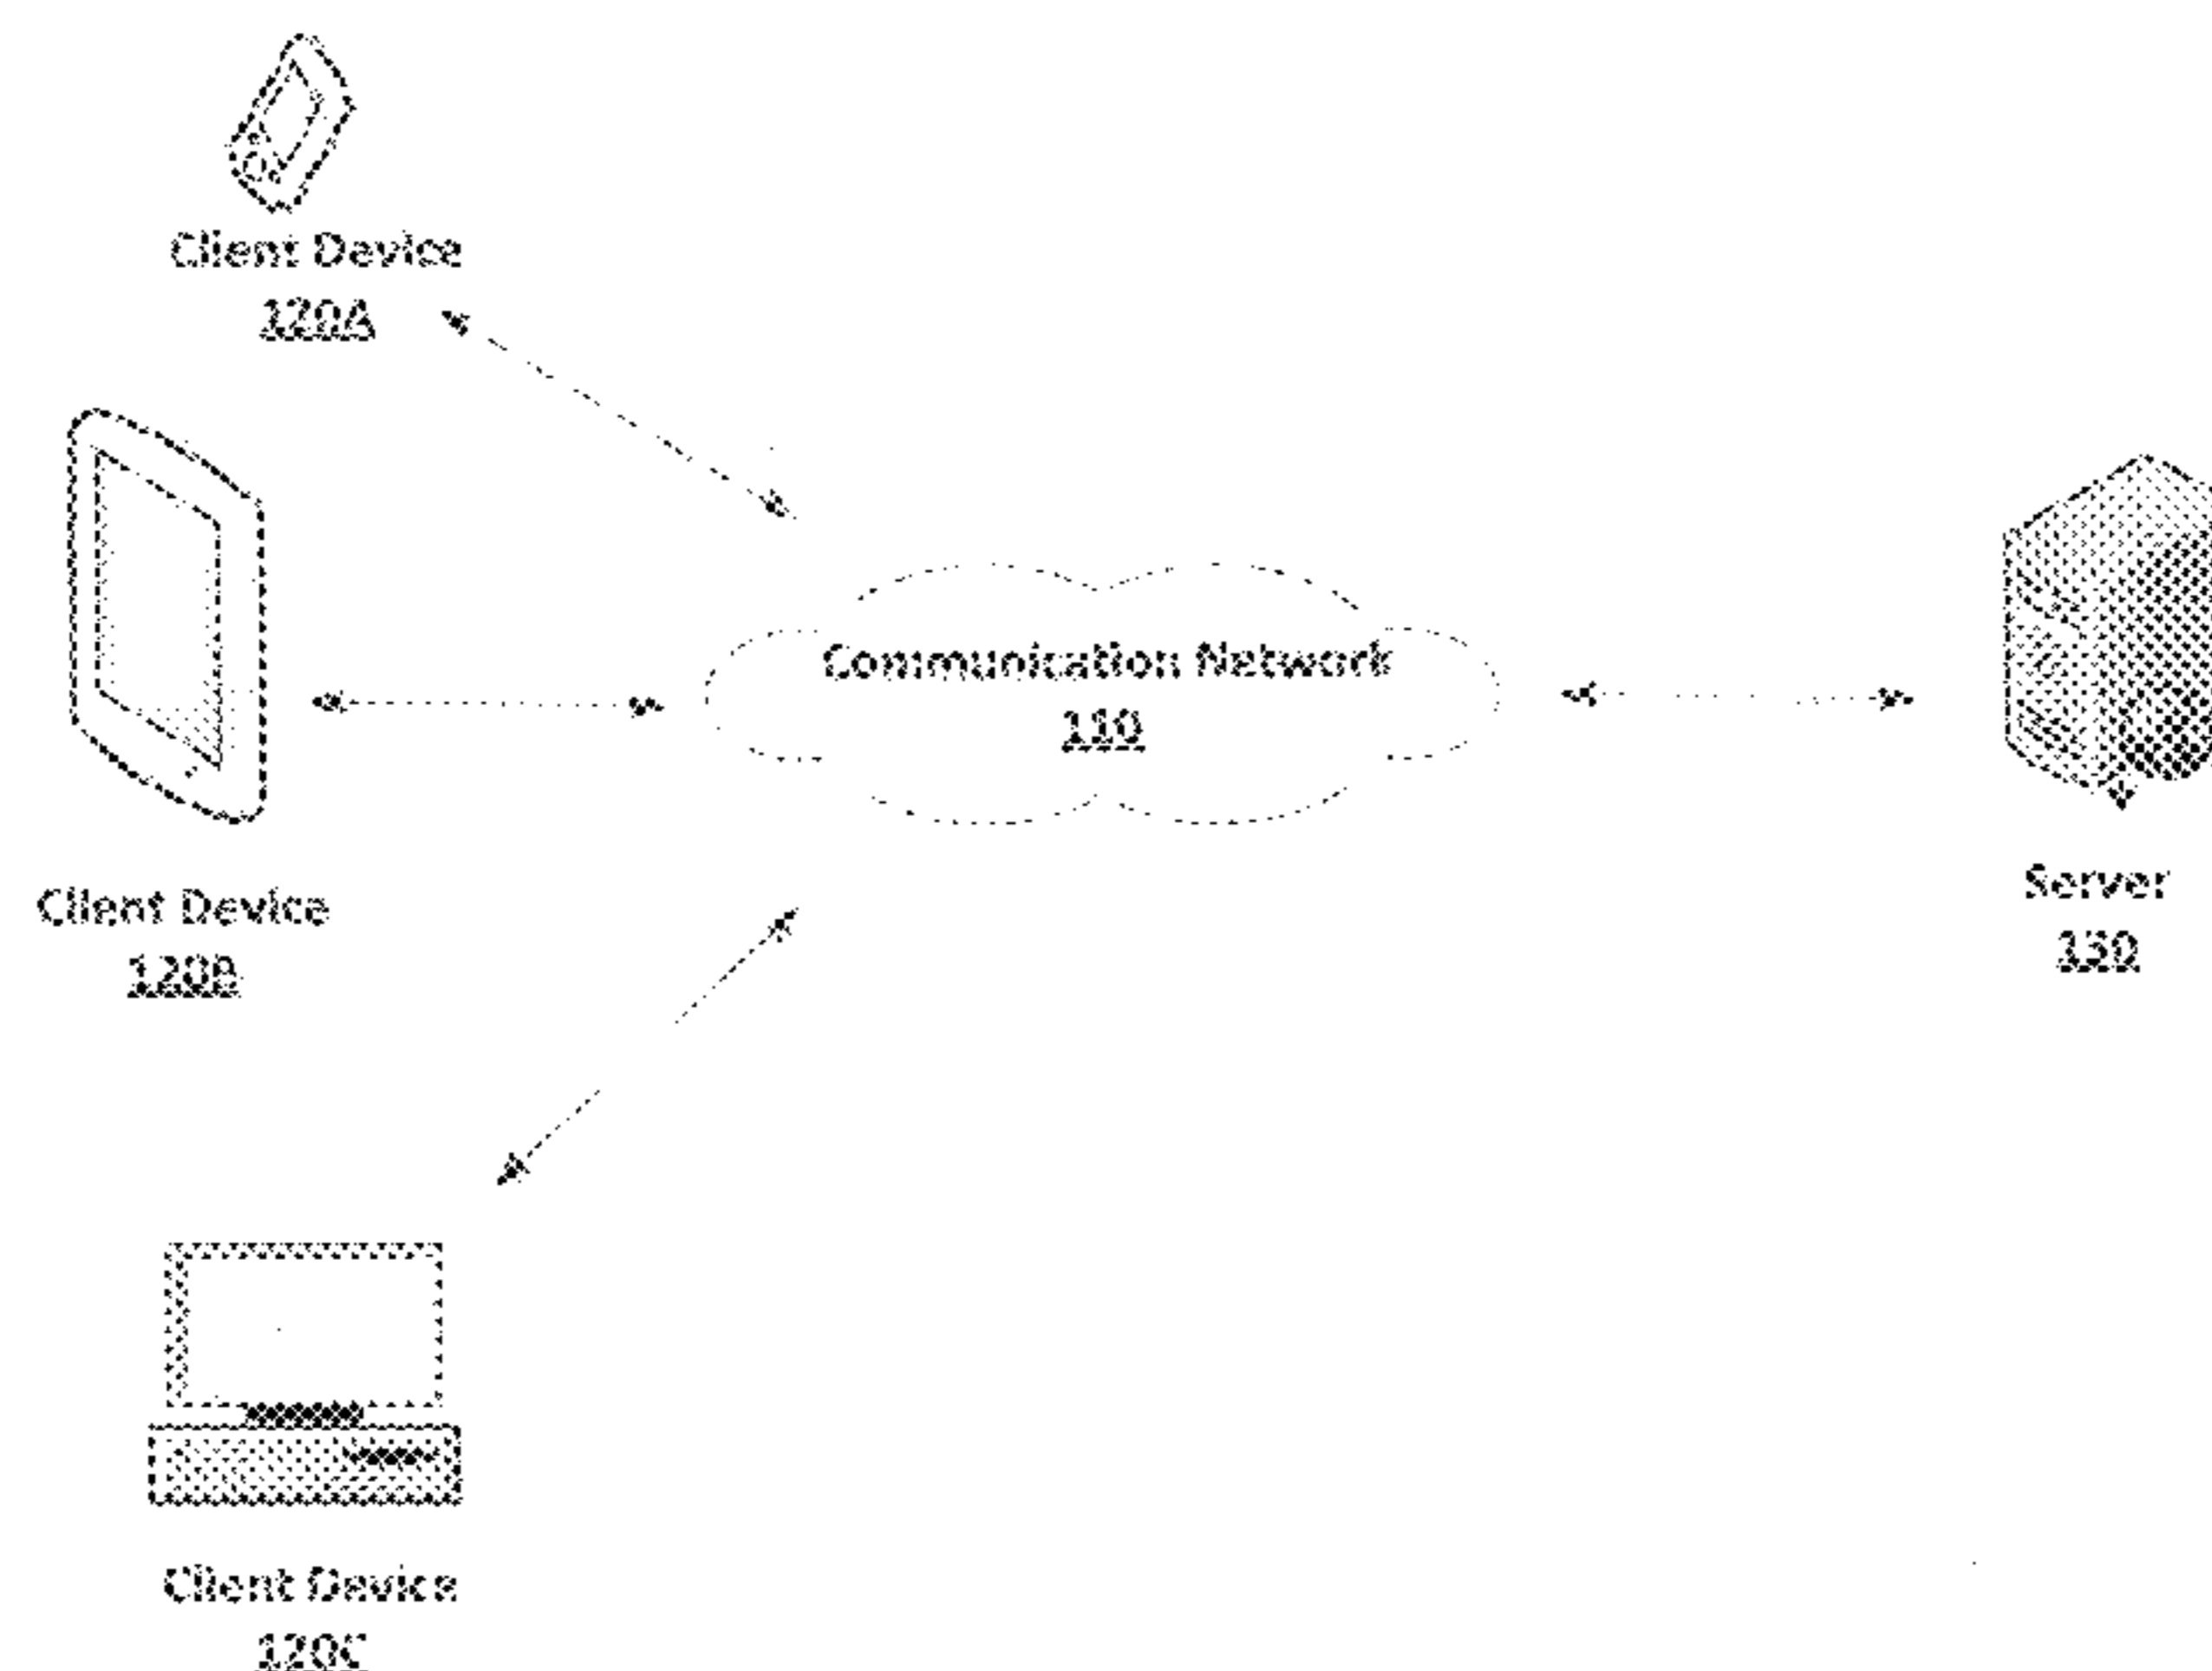 Client Device
120A
Communication Network
110
Client Device
120B
Server
130
Client Device
120C